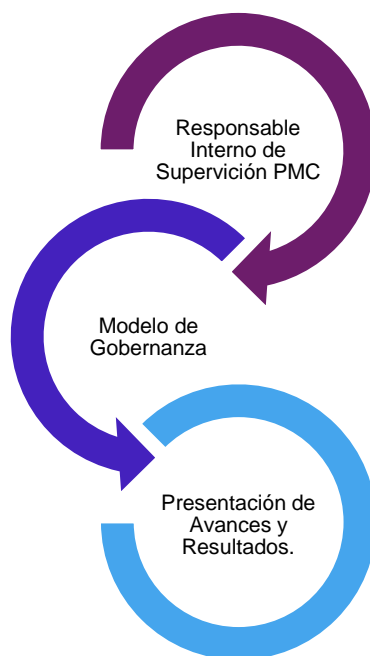 Responsable
Interno de
Supervición PMC
Modelo de
Gobernanza
Presentación de
Avances y
Resultados.